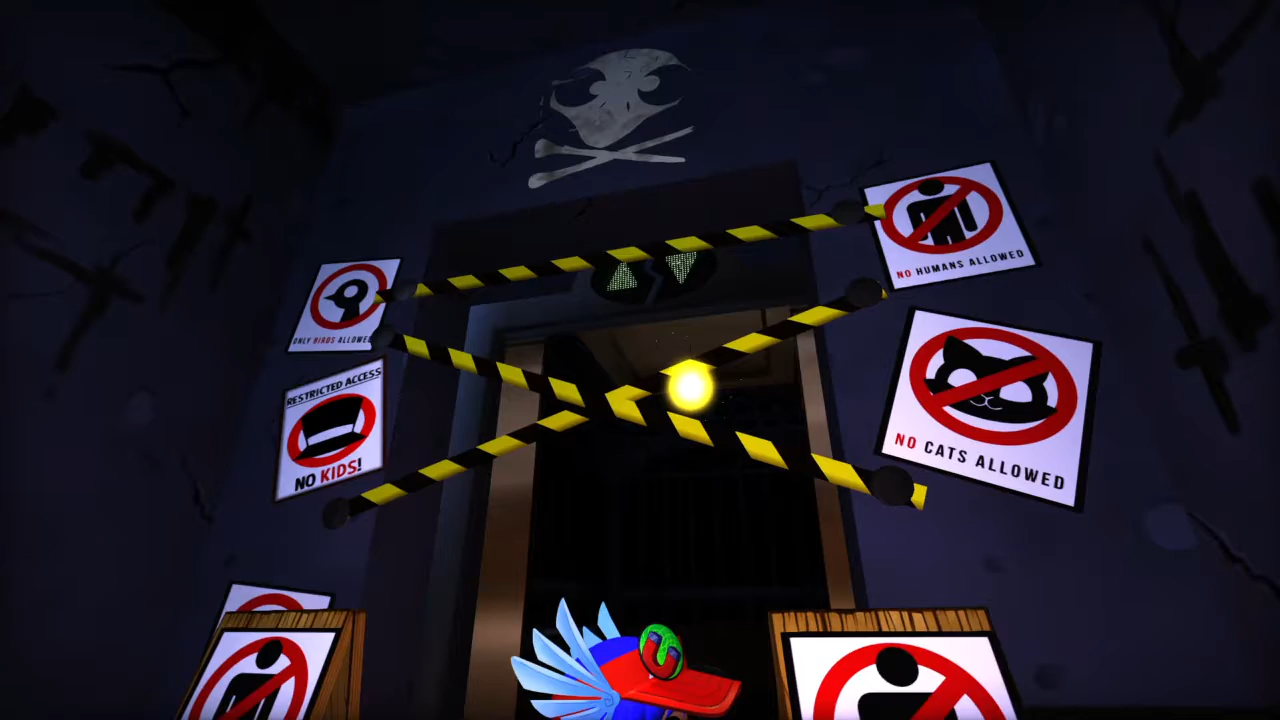 NO HUMANS ALLOWED
ONLY BIRDS ALLOWED
RESTRICTED ACCESS
NO KIDS!
NO CATS ALLOWED